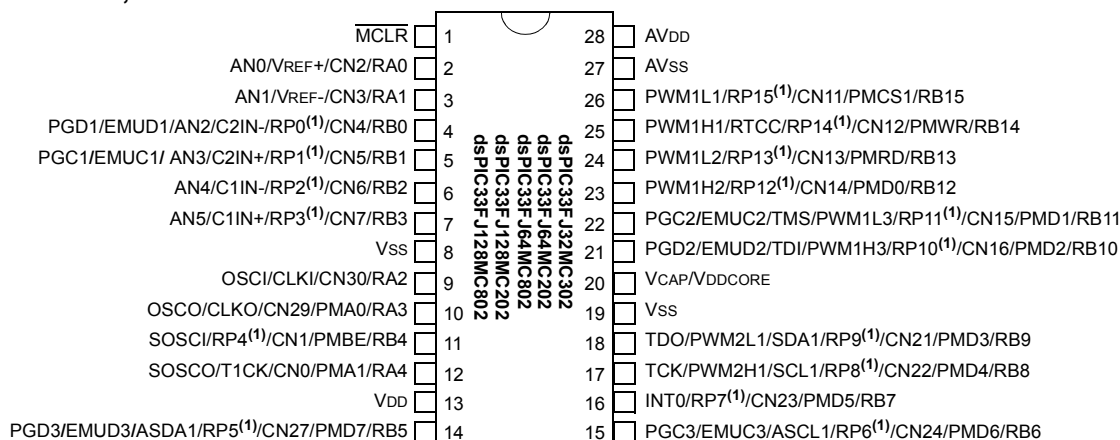 MCLR 1 28 AVDD
AN0/VREF+/CN2/RA0 2 27 AVSS
AN1/VREF-/CN3/RA1 3 26 PWM1L1/RP15(1)/CN11/PMCS1/RB15
PGD1/EMUD1/AN2/C2IN-/RP0(1)/CN4/RB0 4 25 PWM1H1/RTCC/RP14(1)/CN12/PMWR/RB14
PGC1/EMUC1/ AN3/C2IN+/RP1(1)/CN5/RB1 5 24 PWM1L2/RP13(1)/CN13/PMRD/RB13
AN4/C1IN-/RP2(1)/CN6/RB2 6 23 PWM1H2/RP12(1)/CN14/PMD0/RB12
AN5/C1IN+/RP3(1)/CN7/RB3 7 22 PGC2/EMUC2/TMS/PWM1L3/RP11(1)/CN15/PMD1/RB11
VSS 8 21 PGD2/EMUD2/TDI/PWM1H3/RP10(1)/CN16/PMD2/RB10
OSCI/CLKI/CN30/RA2 9 20 VCAP/VDDCORE
OSCO/CLKO/CN29/PMA0/RA3 10 19 VSS
SOSCI/RP4(1)/CN1/PMBE/RB4 11 18 TDO/PWM2L1/SDA1/RP9(1)/CN21/PMD3/RB9
SOSCO/T1CK/CN0/PMA1/RA4 12 17 TCK/PWM2H1/SCL1/RP8(1)/CN22/PMD4/RB8
VDD 13 16 INT0/RP7(1)/CN23/PMD5/RB7
PGD3/EMUD3/ASDA1/RP5(1)/CN27/PMD7/RB5 14 15 PGC3/EMUC3/ASCL1/RP6(1)/CN24/PMD6/RB6
dsPIC33FJ32MC302
dsPIC33FJ64MC202
dsPIC33FJ64MC802
dsPIC33FJ128MC202
dsPIC33FJ128MC802